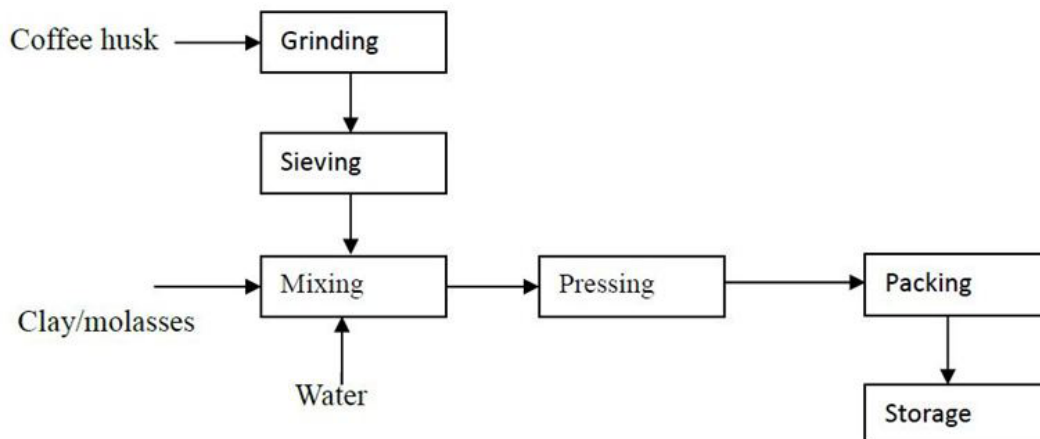 Coffee husk
Grinding
Sieving
Mixing
Pressing
Packing
Clay/molasses
Water
Storage